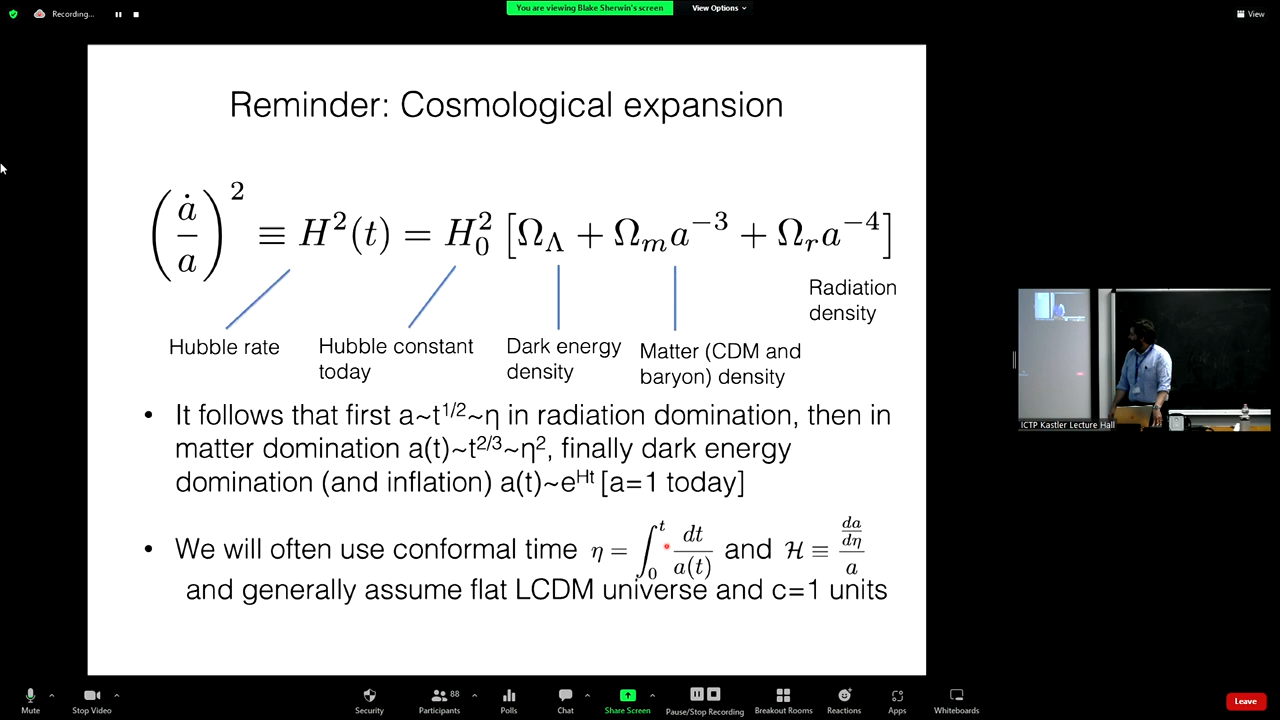 Recording...
You are viewing Blake Sherwin's screen
View Options
View
Reminder: Cosmological expansion
(ȧ/a)² ≡ H²(t) = H₀² [Ω_Λ + Ω_m a⁻³ + Ω_r a⁻⁴]
Radiation
density
Hubble rate
Hubble constant
today
Dark energy
density
Matter (CDM and
baryon) density
• It follows that first a~t^1/2~η in radiation domination, then in
matter domination a(t)~t^2/3~η², finally dark energy
domination (and inflation) a(t)~e^Ht [a=1 today]
• We will often use conformal time η = ∫₀ᵗ dt/a(t) and ℋ ≡ (da/dη)/a
and generally assume flat LCDM universe and c=1 units
ICTP Kastler Lecture Hall
Mute
Stop Video
Security
88
Participants
Polls
Chat
Share Screen
Pause/Stop Recording
Breakout Rooms
Reactions
Apps
Whiteboards
Leave